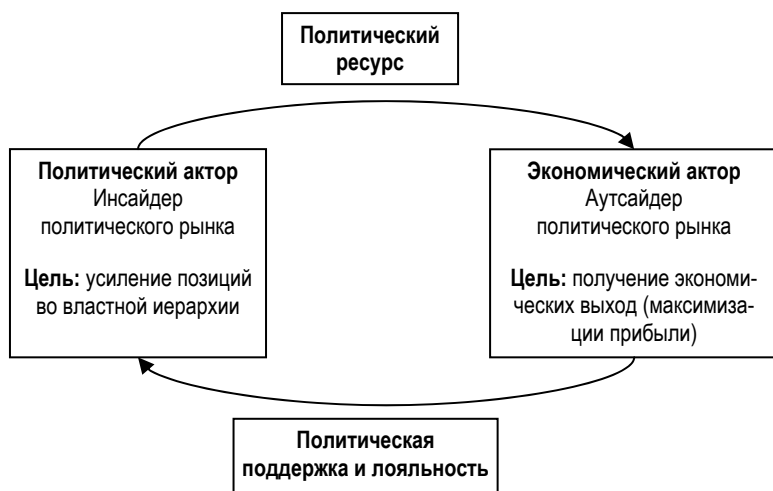 Политический
ресурс
Политический актор
Инсайдер
политического рынка
Цель: усиление позиций
во властной иерархии
Экономический актор
Аутсайдер
политического рынка
Цель: получение экономи-
ческих выход (максимиза-
ции прибыли)
Политическая
поддержка и лояльность